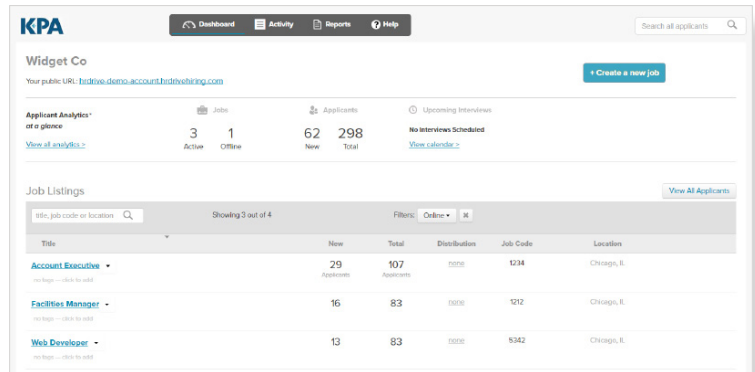 KPA
Dashboard Activity Reports Help
Search all applicants
Widget Co
Your public URL: hrdrive-demo-account.hrdrivehiring.com
+ Create a new job
Applicant Analytics*
at a glance
View all analytics >
Jobs
3 1
Active Offline
Applicants
62 298
New Total
Upcoming Interviews
No Interviews Scheduled
View calendar >
Job Listings
View All Applicants
title, job code or location
Showing 3 out of 4
Filters: Online
Title New Total Distribution Job Code Location
Account Executive 29 107 none 1234 Chicago, IL
Applicants Applicants
no tags — click to add
Facilities Manager 16 83 none 1212 Chicago, IL
no tags — click to add
Web Developer 13 83 none 5342 Chicago, IL
no tags — click to add